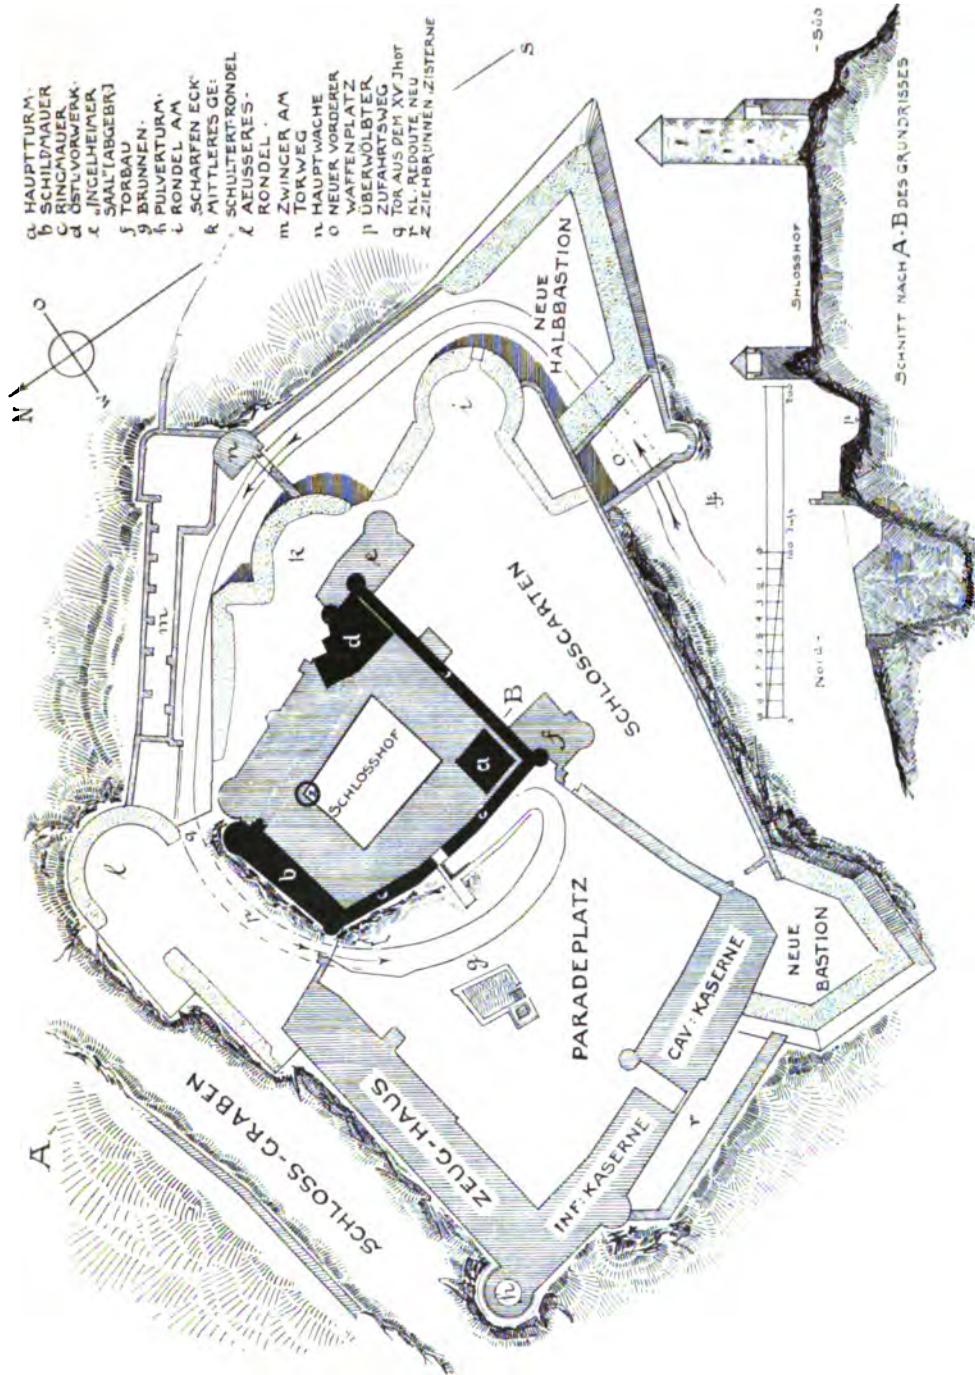 a HAUPTTURM.
b SCHILDMAUER
c RINGMAUER
d ÖSTL. VORWERK.
e "INGELHEIMER
SAAL" [ABGEBR]
f TORBAU
g BRUNNEN.
h PULVERTURM.
i RONDEL AM
„SCHARFEN ECK"
k MITTLERES GE:
SCHULTERT. RONDEL
l AEUSSERES-
RONDEL.
m ZWINGER AM
TORWEG
n HAUPTWACHE
o NEUER VORDERER
WAFFENPLATZ
p ÜBERWÖLBTER
ZUFAHRTSWEG
q TOR AUS DEM XV Jhdt
r KL. REDOUTE, NEU
z ZIEHBRUNNEN. ZISTERNE
N
O
W
S
NEUE
HALBBASTION
n
m
k
i
o
l
q
p
e
d
b
z
SCHLOSSHOF
a
c
c
B
f
SCHLOSSGARTEN
A
SCHLOSS-GRABEN
ZEUG-HAUS
g
PARADEPLATZ
CAV: KASERNE
INF: KASERNE
NEUE
BASTION
r
h
SÜD
SHLOSSHOF
p
Nord
SCHNITT NACH A-B DES GRUNDRISSES